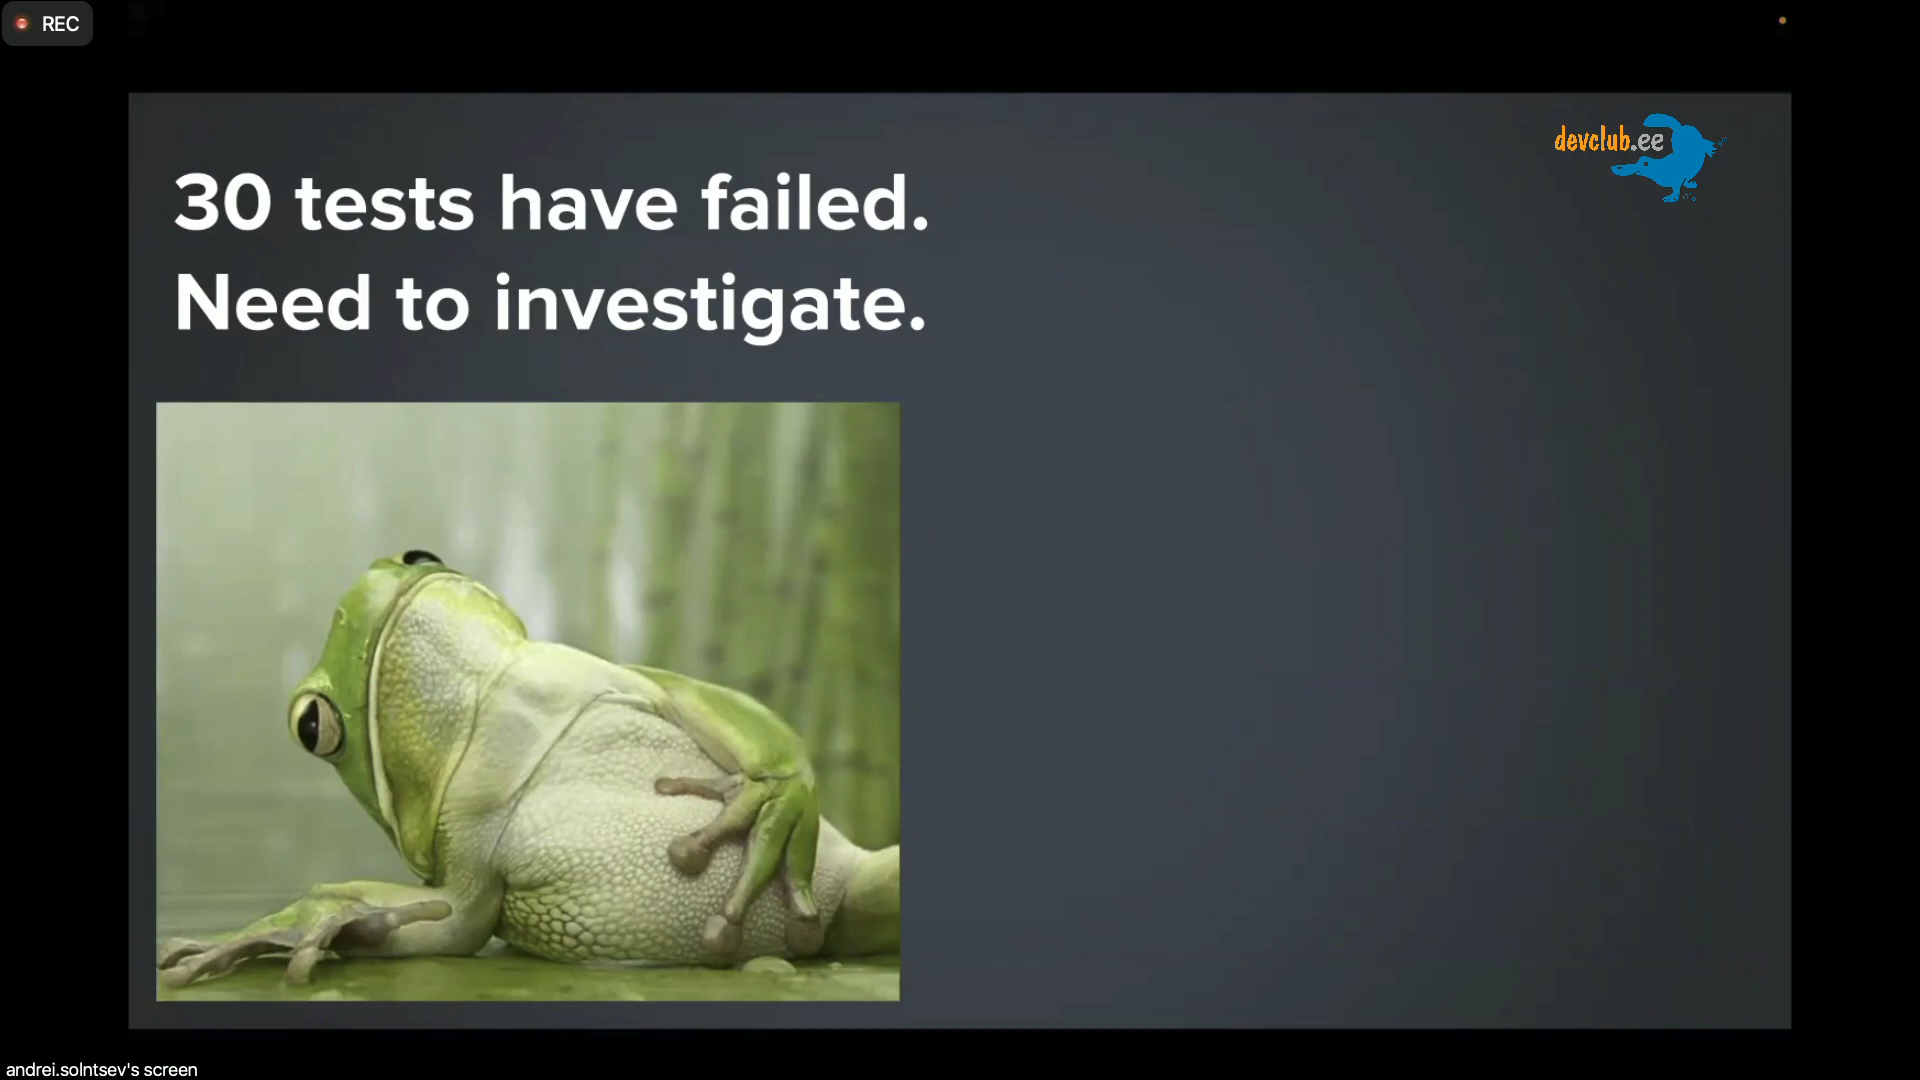 REC
devclub.ee
30 tests have failed.
Need to investigate.
andrei.solntsev's screen